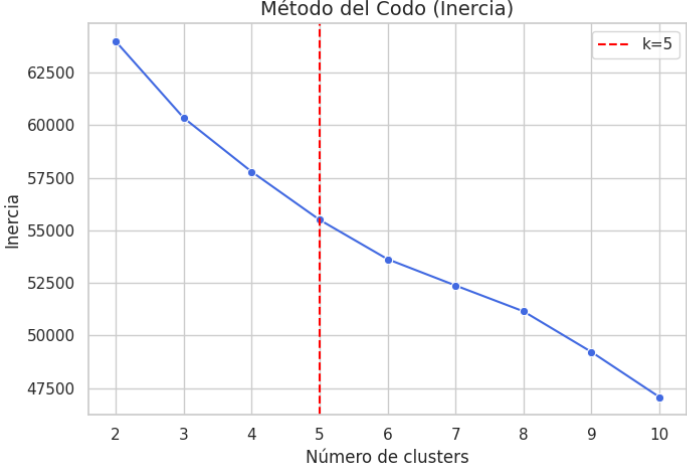 Método del Codo (Inercia)
k=5
62500
60000
57500
55000
52500
50000
47500
Inercia
2 3 4 5 6 7 8 9 10
Número de clusters